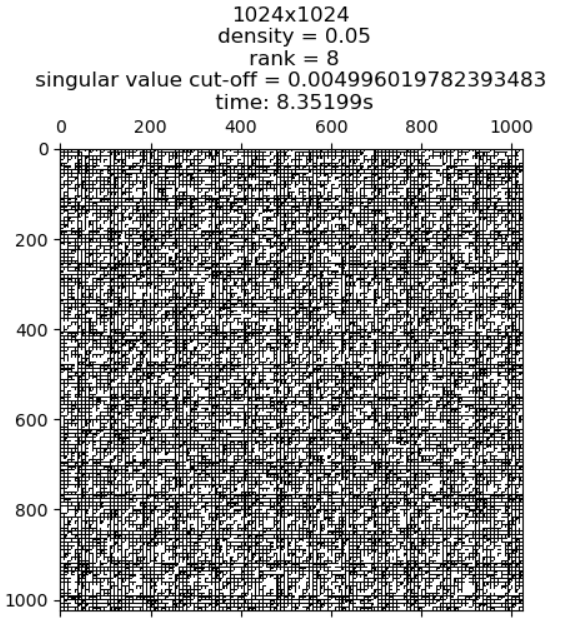 1024x1024
density = 0.05
rank = 8
singular value cut-off = 0.004996019782393483
time: 8.35199s
0 200 400 600 800 1000
0
200
400
600
800
1000